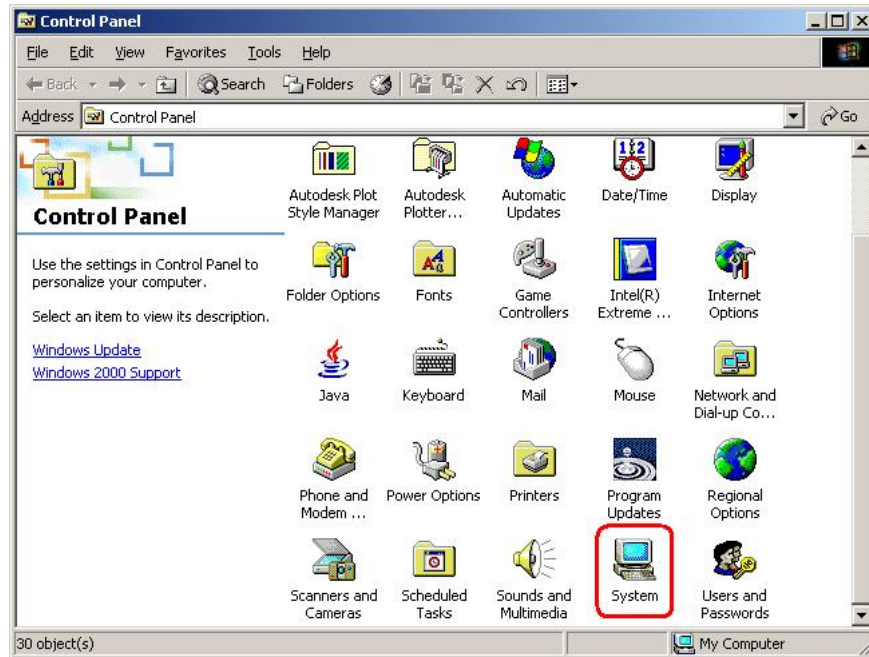 Control Panel
File Edit View Favorites Tools Help
Back Search Folders
Address Control Panel Go
Control Panel
Use the settings in Control Panel to
personalize your computer.
Select an item to view its description.
Windows Update
Windows 2000 Support
Autodesk Plot
Style Manager
Autodesk
Plotter...
Automatic
Updates
Date/Time
Display
Folder Options
Fonts
Game
Controllers
Intel(R)
Extreme ...
Internet
Options
Java
Keyboard
Mail
Mouse
Network and
Dial-up Co...
Phone and
Modem ...
Power Options
Printers
Program
Updates
Regional
Options
Scanners and
Cameras
Scheduled
Tasks
Sounds and
Multimedia
System
Users and
Passwords
30 object(s)
My Computer